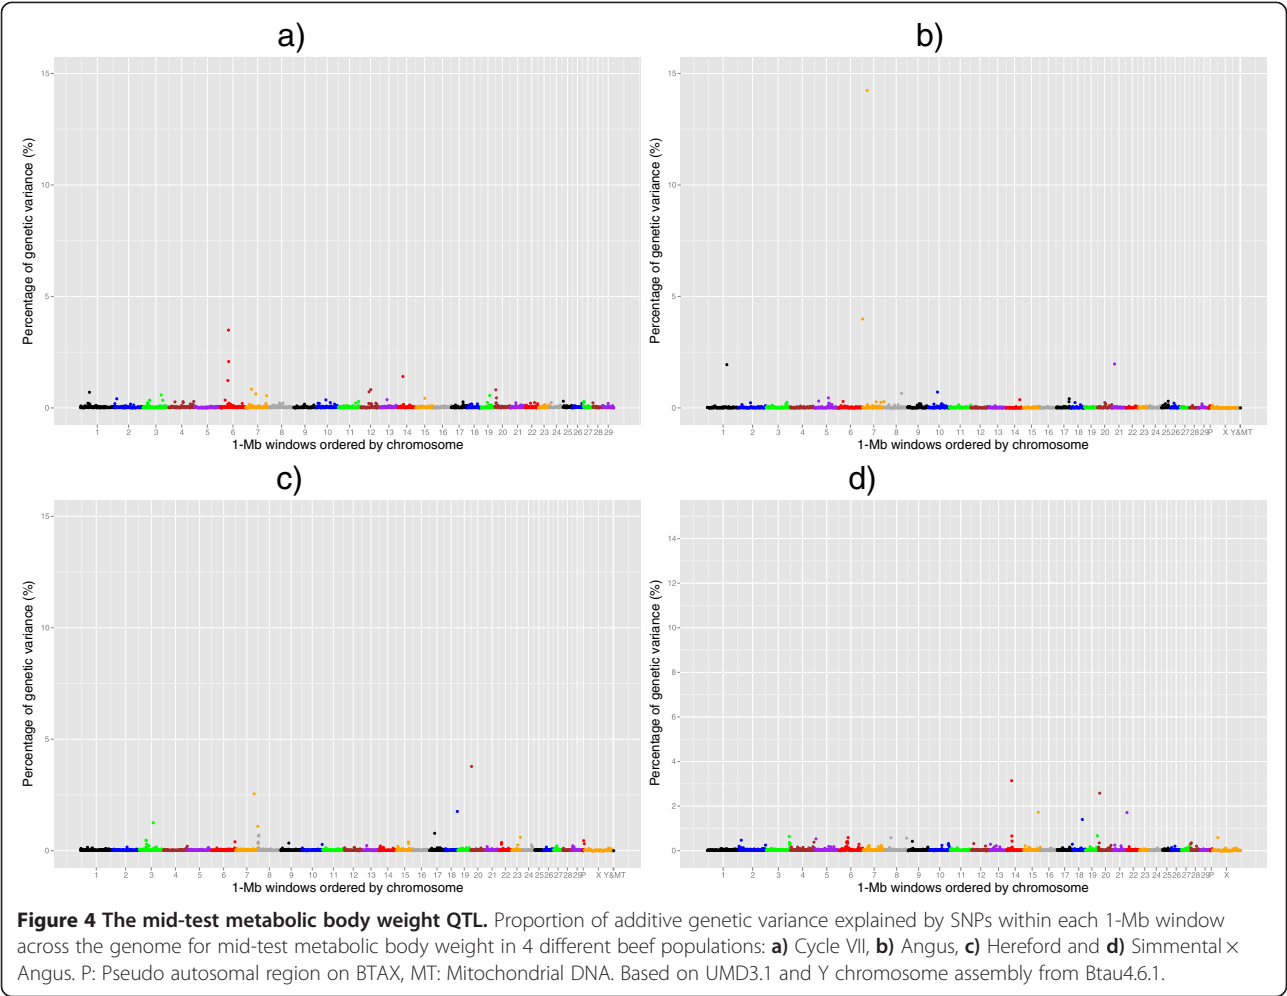 a)
b)
15
10
5
0
Percentage of genetic variance (%)
1 2 3 4 5 6 7 8 9 10 11 12 13 14 15 16 17 18 19 20 21 22 23 24 25 26 27 28 29
1-Mb windows ordered by chromosome
15
10
5
0
Percentage of genetic variance (%)
1 2 3 4 5 6 7 8 9 10 11 12 13 14 15 16 17 18 19 20 21 22 23 24 25 26 27 28 29P X Y&MT
1-Mb windows ordered by chromosome
c)
d)
15
10
5
0
Percentage of genetic variance (%)
1 2 3 4 5 6 7 8 9 10 11 12 13 14 15 16 17 18 19 20 21 22 23 24 25 26 27 28 29P X Y&MT
1-Mb windows ordered by chromosome
14
12
10
8
6
4
2
0
Percentage of genetic variance (%)
1 2 3 4 5 6 7 8 9 10 11 12 13 14 15 16 17 18 19 20 21 22 23 24 25 26 27 28 29P X
1-Mb windows ordered by chromosome
Figure 4 The mid-test metabolic body weight QTL. Proportion of additive genetic variance explained by SNPs within each 1-Mb window
across the genome for mid-test metabolic body weight in 4 different beef populations: a) Cycle VII, b) Angus, c) Hereford and d) Simmental ×
Angus. P: Pseudo autosomal region on BTAX, MT: Mitochondrial DNA. Based on UMD3.1 and Y chromosome assembly from Btau4.6.1.